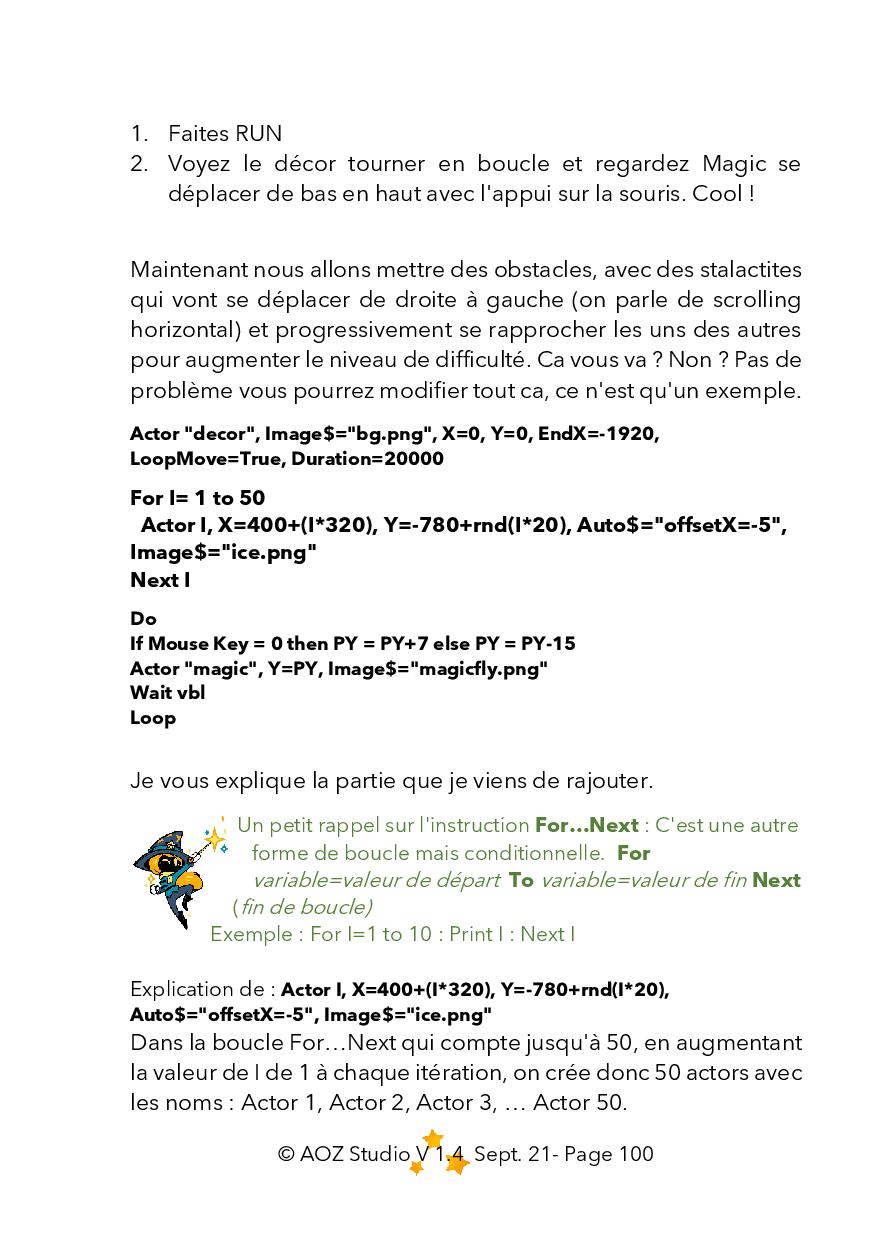 1. Faites RUN
2. Voyez le décor tourner en boucle et regardez Magic se
déplacer de bas en haut avec l'appui sur la souris. Cool !
Maintenant nous allons mettre des obstacles, avec des stalactites
qui vont se déplacer de droite à gauche (on parle de scrolling
horizontal) et progressivement se rapprocher les uns des autres
pour augmenter le niveau de difficulté. Ca vous va ? Non ? Pas de
problème vous pourrez modifier tout ca, ce n'est qu'un exemple.
Actor "decor", Image$="bg.png", X=0, Y=0, EndX=-1920,
LoopMove=True, Duration=20000
For I= 1 to 50
Actor I, X=400+(I*320), Y=-780+rnd(I*20), Auto$="offsetX=-5",
Image$="ice.png"
Next I
Do
If Mouse Key = 0 then PY = PY+7 else PY = PY-15
Actor "magic", Y=PY, Image$="magicfly.png"
Wait vbl
Loop
Je vous explique la partie que je viens de rajouter.
Un petit rappel sur l'instruction For…Next : C'est une autre
forme de boucle mais conditionnelle. For
variable=valeur de départ To variable=valeur de fin Next
(fin de boucle)
Exemple : For I=1 to 10 : Print I : Next I
Explication de : Actor I, X=400+(I*320), Y=-780+rnd(I*20),
Auto$="offsetX=-5", Image$="ice.png"
Dans la boucle For…Next qui compte jusqu'à 50, en augmentant
la valeur de I de 1 à chaque itération, on crée donc 50 actors avec
les noms : Actor 1, Actor 2, Actor 3, … Actor 50.
© AOZ Studio V 1.4 Sept. 21- Page 100